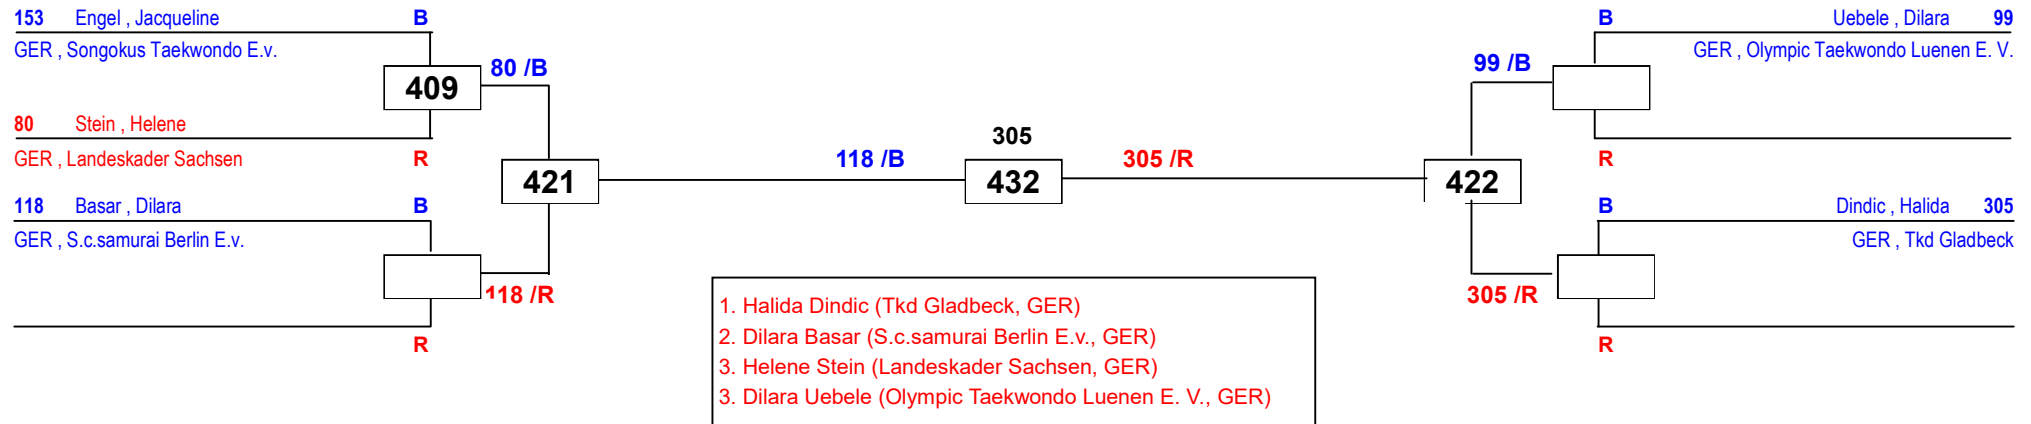 153 Engel , Jacqueline B
GER , Songokus Taekwondo E.v.
409
80 /B
80 Stein , Helene
GER , Landeskader Sachsen R
421
118 Basar , Dilara B
GER , S.c.samurai Berlin E.v.
118 /R
R
118 /B
305
432
305 /R
B Uebele , Dilara 99
GER , Olympic Taekwondo Luenen E. V.
99 /B
R
422
B Dindic , Halida 305
GER , Tkd Gladbeck
305 /R
R
1. Halida Dindic (Tkd Gladbeck, GER)
2. Dilara Basar (S.c.samurai Berlin E.v., GER)
3. Helene Stein (Landeskader Sachsen, GER)
3. Dilara Uebele (Olympic Taekwondo Luenen E. V., GER)